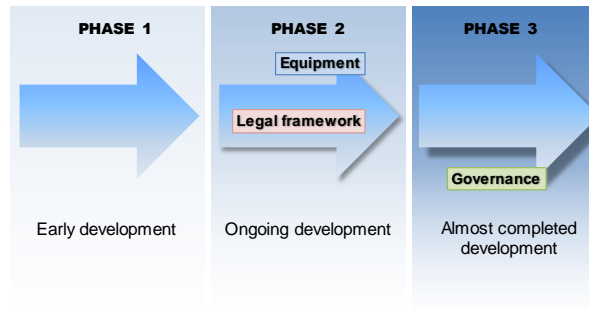 PHASE 1
PHASE 2
PHASE 3
Equipment
Legal framework
Governance
Early development
Ongoing development
Almost completed
development